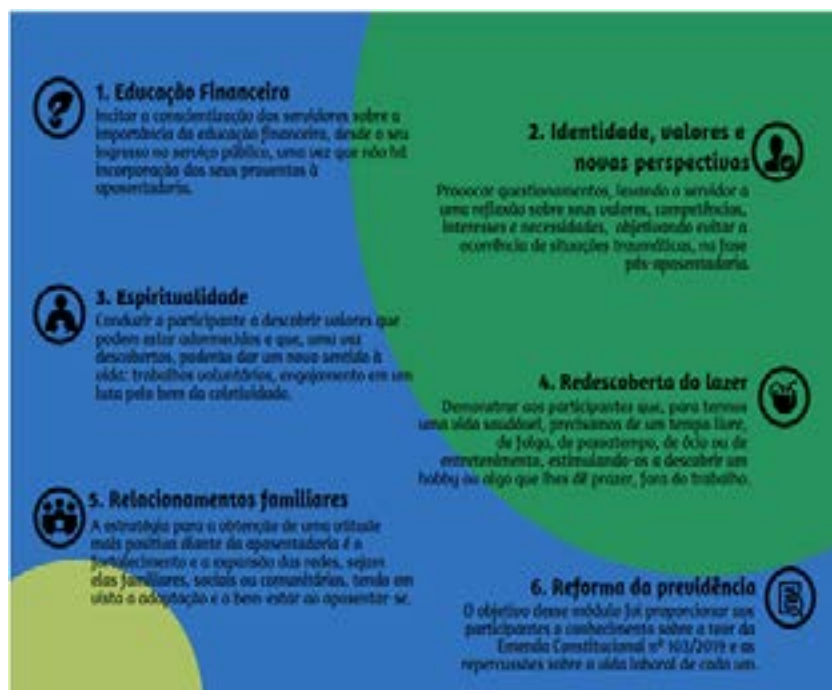 1. Educação Financeira
Incitar a conscientização dos servidores sobre a
importância da educação financeira, desde o seu
ingresso no serviço público, uma vez que não há
incorporação dos seus proventos à
aposentadoria.
2. Identidade, valores e
novas perspectivas
Provocar questionamentos, levando o servidor a
uma reflexão sobre seus valores, competências,
interesses e necessidades, objetivando evitar a
ocorrência de situações traumáticas, na fase
pós-aposentadoria.
3. Espiritualidade
Conduzir o participante a descobrir valores que
podem estar adormecidos e que, uma vez
descobertos, poderão dar um novo sentido à
vida: trabalhos voluntários, engajamento em um
luta pelo bem da coletividade.
4. Redescoberta do lazer
Demonstrar aos participantes que, para termos
uma vida saudável, precisamos de um tempo livre,
de folga, de passatempo, de ócio ou de
entretenimento, estimulando-os a descobrir um
hobby ou algo que lhes dê prazer, fora do trabalho.
5. Relacionamentos familiares
A estratégia para a obtenção de uma atitude
mais positiva diante da aposentadoria é o
fortalecimento e a expansão das redes, sejam
elas familiares, sociais ou comunitárias, tendo em
vista a adaptação e o bem-estar ao aposentar-se.
6. Reforma da previdência
O objetivo desse módulo foi proporcionar aos
participantes o conhecimento sobre o teor da
Emenda Constitucional nº 103/2019 e as
repercussões sobre a vida laboral de cada um.